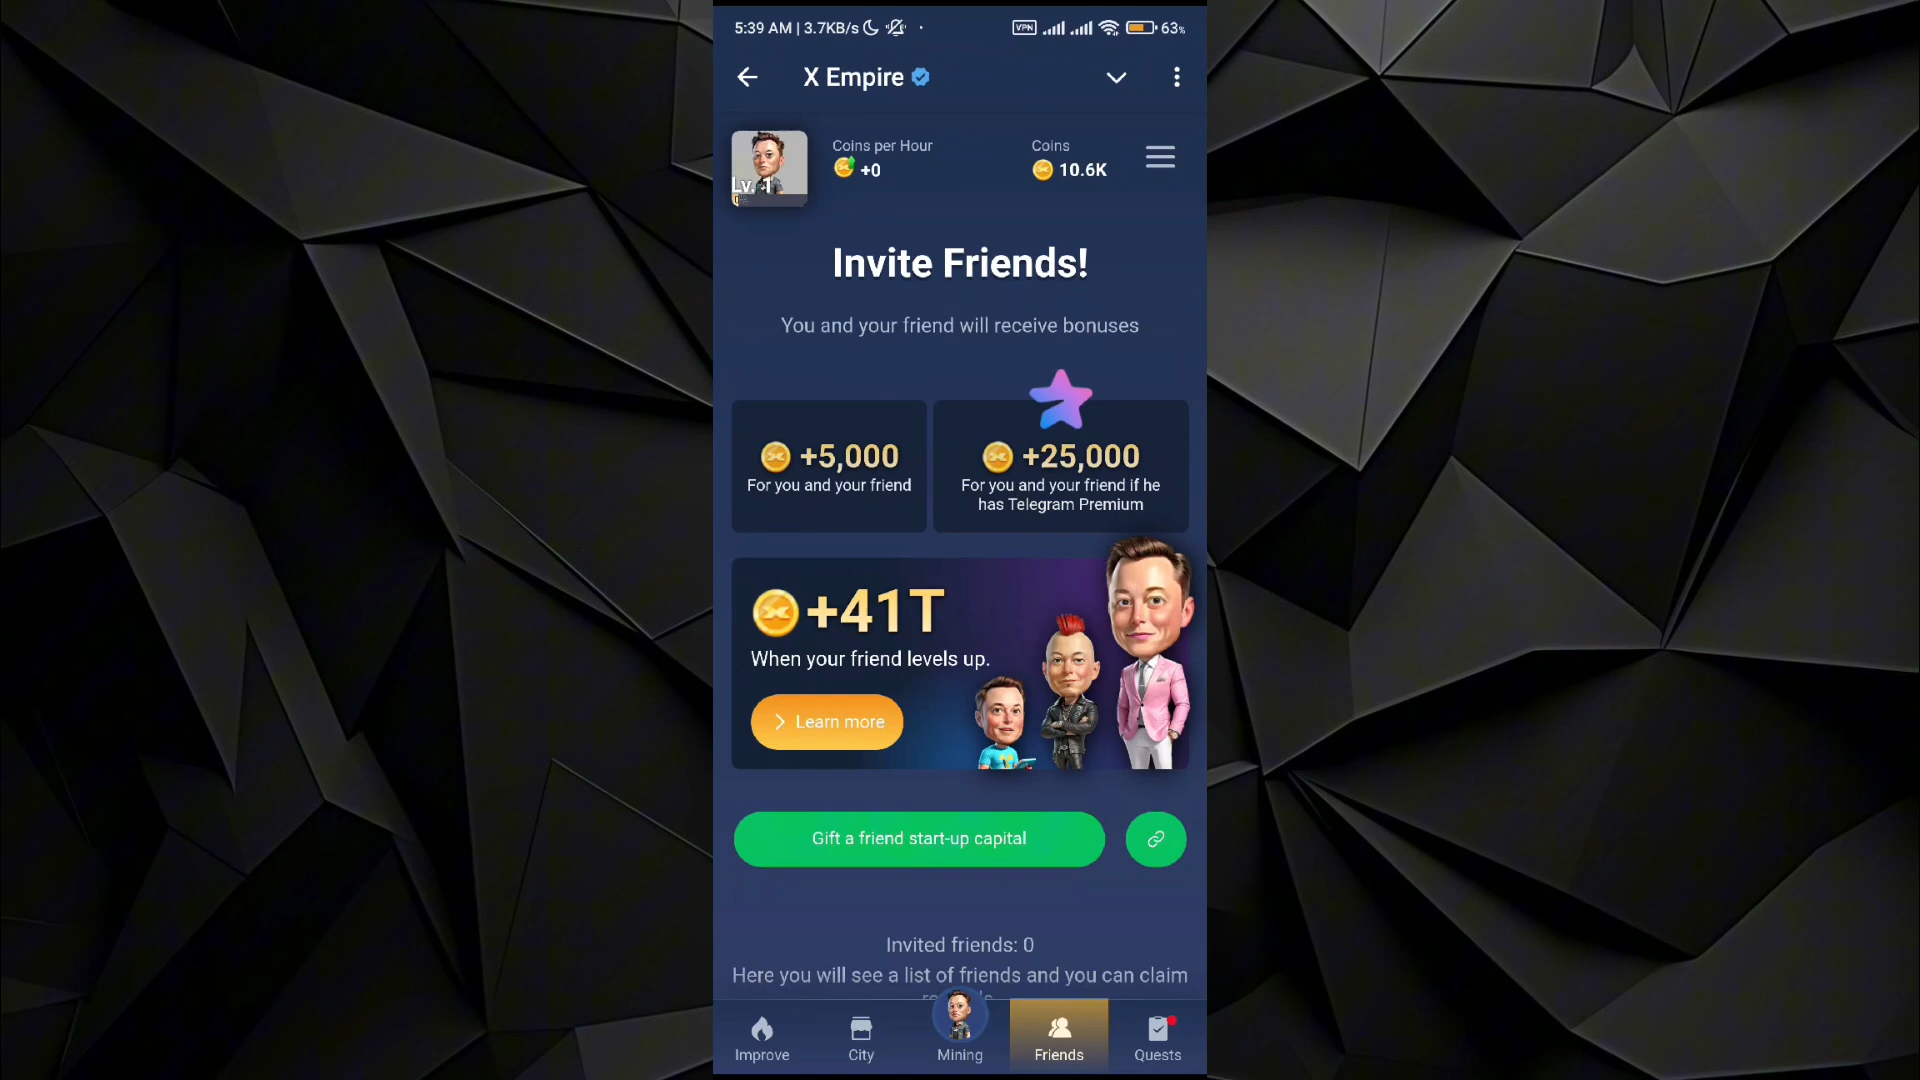 5:39 AM | 3.7KB/s
VPN
63%
X Empire
Lv. 1
Coins per Hour
+0
Coins
10.6K
Invite Friends!
You and your friend will receive bonuses
+5,000
For you and your friend
+25,000
For you and your friend if he
has Telegram Premium
+41T
When your friend levels up.
Learn more
Gift a friend start-up capital
Invited friends: 0
Here you will see a list of friends and you can claim
Improve
City
Mining
Friends
Quests